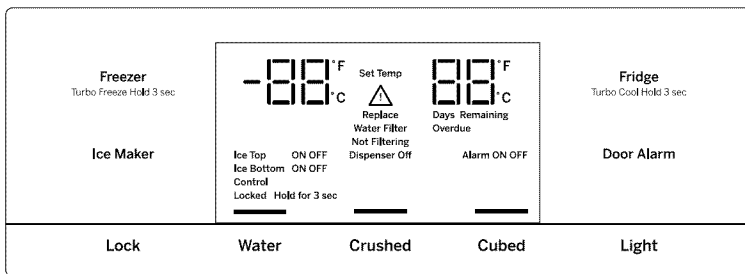 Freezer
Turbo Freeze Hold 3 sec
Ice Maker
-88 °F °C
Set Temp
Replace
Water Filter
Not Filtering
Dispenser Off
88 °F °C
Days Remaining
Overdue
Ice Top ON OFF
Ice Bottom ON OFF
Control
Locked Hold for 3 sec
Alarm ON OFF
Fridge
Turbo Cool Hold 3 sec
Door Alarm
Lock Water Crushed Cubed Light